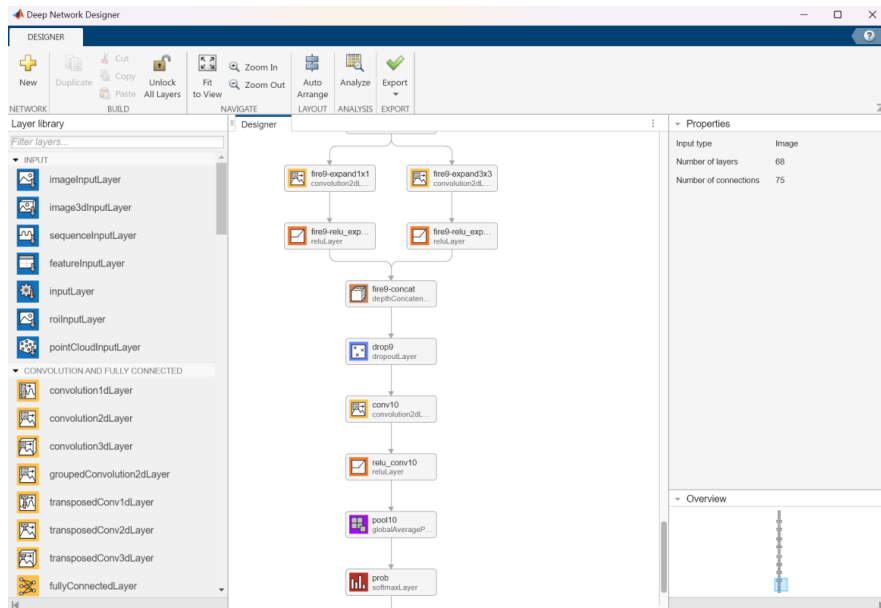 Deep Network Designer
DESIGNER
New
Duplicate
Cut
Copy
Paste
Unlock
All Layers
Fit
to View
Zoom In
Zoom Out
Auto
Arrange
Analyze
Export
NETWORK
BUILD
NAVIGATE
LAYOUT
ANALYSIS
EXPORT
Layer library
Filter layers...
INPUT
imageInputLayer
image3dInputLayer
sequenceInputLayer
featureInputLayer
inputLayer
roiInputLayer
pointCloudInputLayer
CONVOLUTION AND FULLY CONNECTED
convolution1dLayer
convolution2dLayer
convolution3dLayer
groupedConvolution2dLayer
transposedConv1dLayer
transposedConv2dLayer
transposedConv3dLayer
fullyConnectedLayer
Designer
fire9-expand1x1
convolution2dL...
fire9-expand3x3
convolution2dL...
fire9-relu_exp...
reluLayer
fire9-relu_exp...
reluLayer
fire9-concat
depthConcaten...
drop9
dropoutLayer
conv10
convolution2dL...
relu_conv10
reluLayer
pool10
globalAverageP...
prob
softmaxLayer
Properties
Input type Image
Number of layers 68
Number of connections 75
Overview